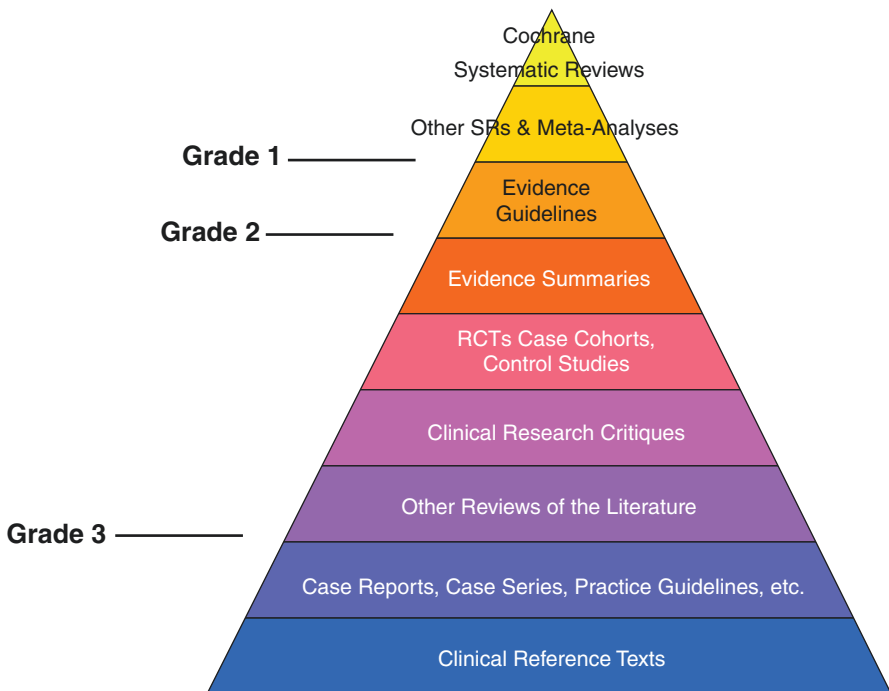 Cochrane
Systematic Reviews
Other SRs & Meta-Analyses
Grade 1
Evidence
Guidelines
Grade 2
Evidence Summaries
RCTs Case Cohorts,
Control Studies
Clinical Research Critiques
Other Reviews of the Literature
Grade 3
Case Reports, Case Series, Practice Guidelines, etc.
Clinical Reference Texts